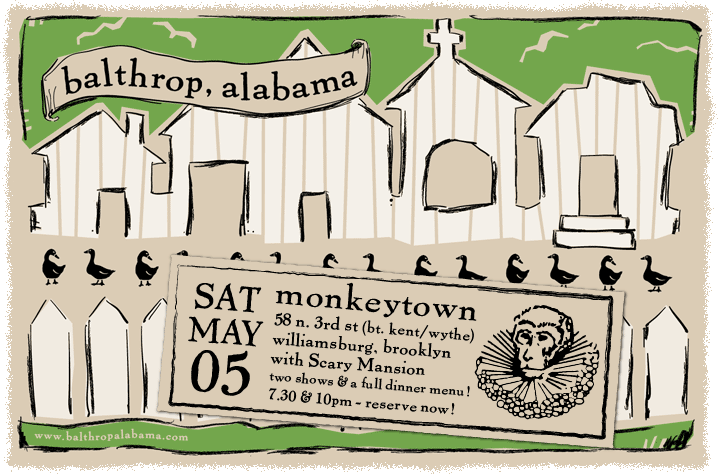 balthrop, alabama
SAT
MAY
05
monkeytown
58 n. 3rd st (bt. kent/wythe)
williamsburg, brooklyn
with Scary Mansion
two shows & a full dinner menu!
7.30 & 10pm - reserve now!
www.balthropalabama.com